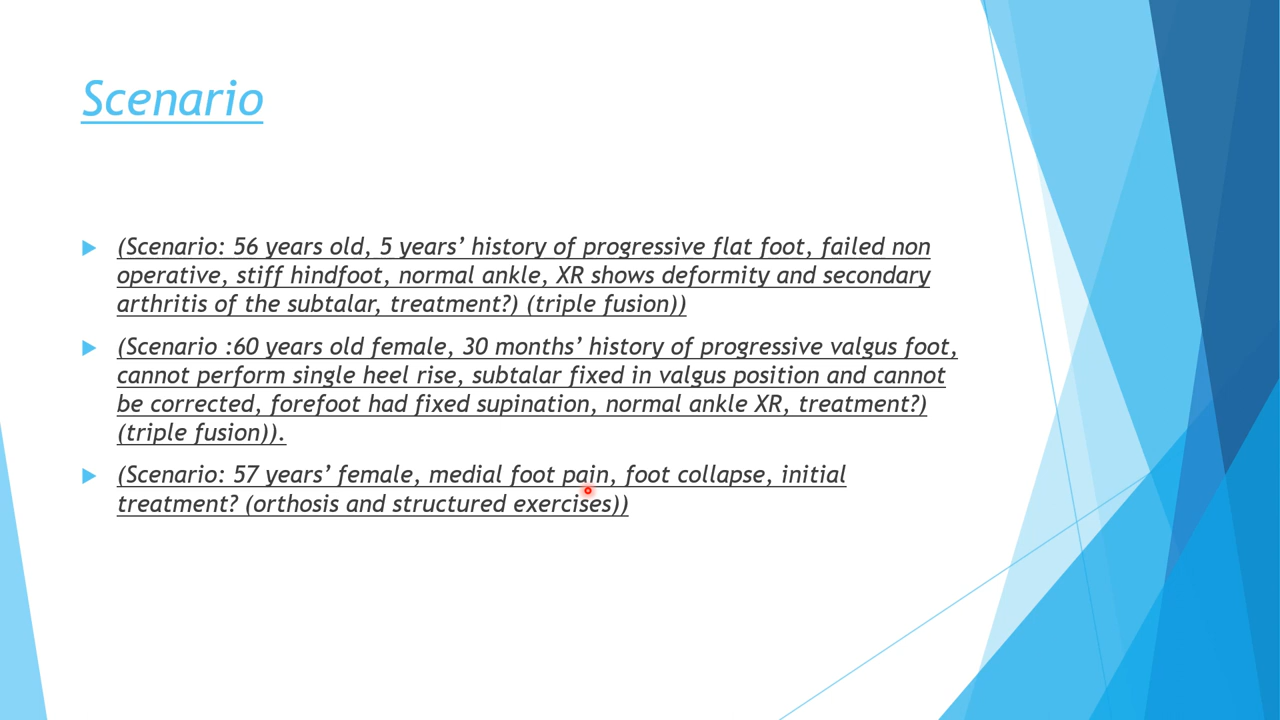 Scenario
(Scenario: 56 years old, 5 years’ history of progressive flat foot, failed non
operative, stiff hindfoot, normal ankle, XR shows deformity and secondary
arthritis of the subtalar, treatment?) (triple fusion))
(Scenario :60 years old female, 30 months’ history of progressive valgus foot,
cannot perform single heel rise, subtalar fixed in valgus position and cannot
be corrected, forefoot had fixed supination, normal ankle XR, treatment?)
(triple fusion)).
(Scenario: 57 years’ female, medial foot pain, foot collapse, initial
treatment? (orthosis and structured exercises))